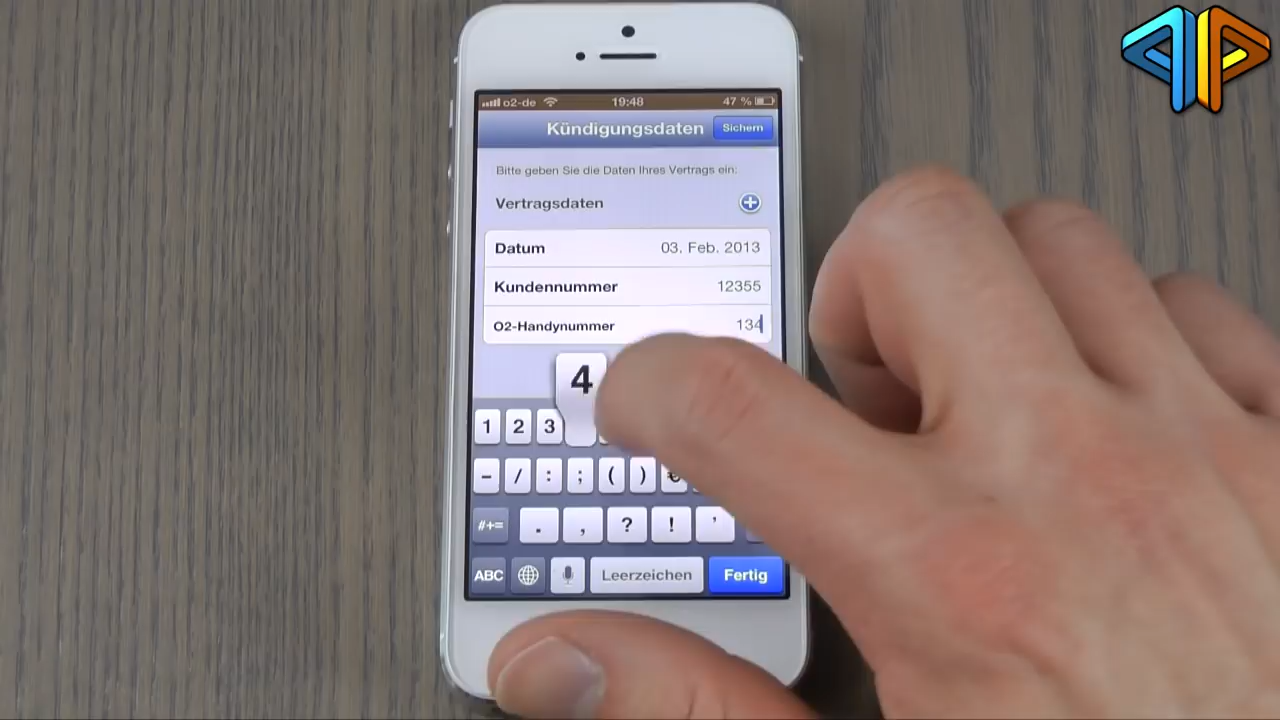 o2-de 19:48 47 %
Kündigungsdaten Sichern
Bitte geben Sie die Daten Ihres Vertrags ein:
Vertragsdaten
Datum 03. Feb. 2013
Kundennummer 12355
O2-Handynummer 134
4
1 2 3
- / : ; ( ) €
#+= . , ? ! '
ABC Leerzeichen Fertig